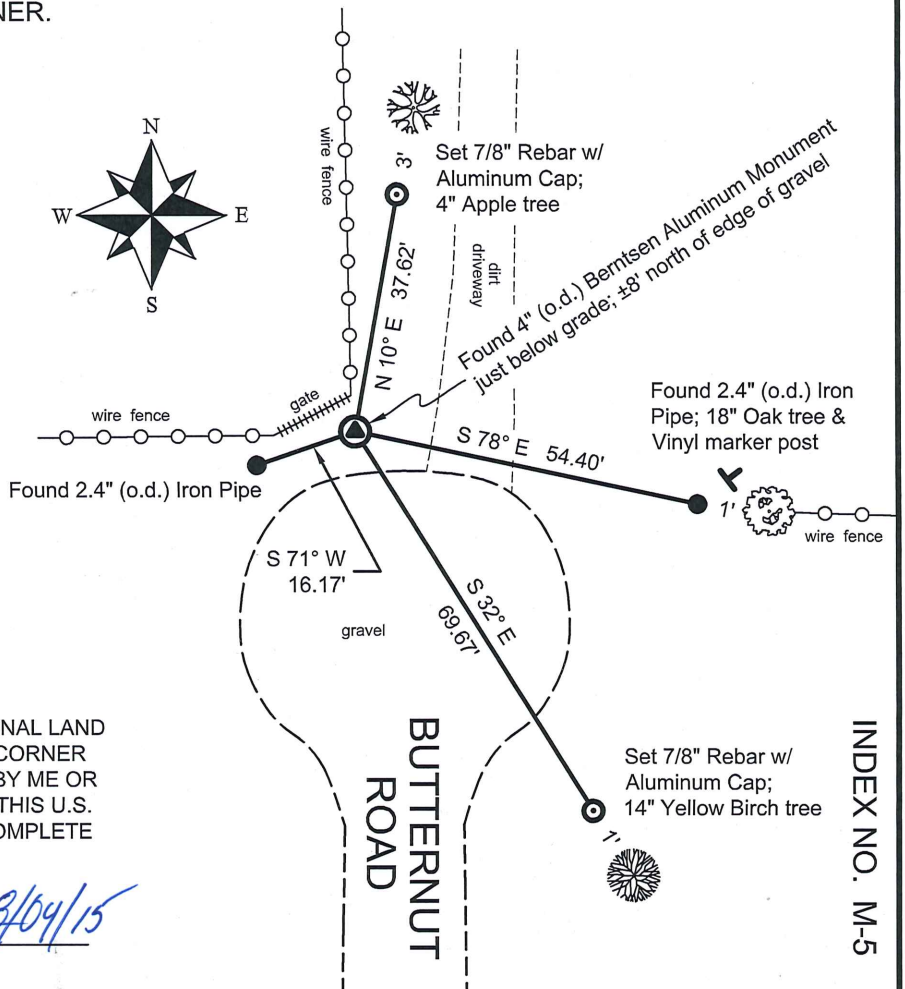 NER.
N
W
E
S
wire fence
3'
Set 7/8" Rebar w/
Aluminum Cap;
4" Apple tree
N 10° E 37.62'
dirt
driveway
Found 4" (o.d.) Berntsen Aluminum Monument
just below grade; ±8' north of edge of gravel
wire fence
gate
Found 2.4" (o.d.) Iron
Pipe; 18" Oak tree &
Vinyl marker post
S 78° E 54.40'
1'
wire fence
Found 2.4" (o.d.) Iron Pipe
S 71° W
16.17'
gravel
S 32° E
69.67'
BUTTERNUT
ROAD
Set 7/8" Rebar w/
Aluminum Cap;
14" Yellow Birch tree
1'
NAL LAND
CORNER
BY ME OR
THIS U.S.
OMPLETE
3/04/15
INDEX NO. M-5